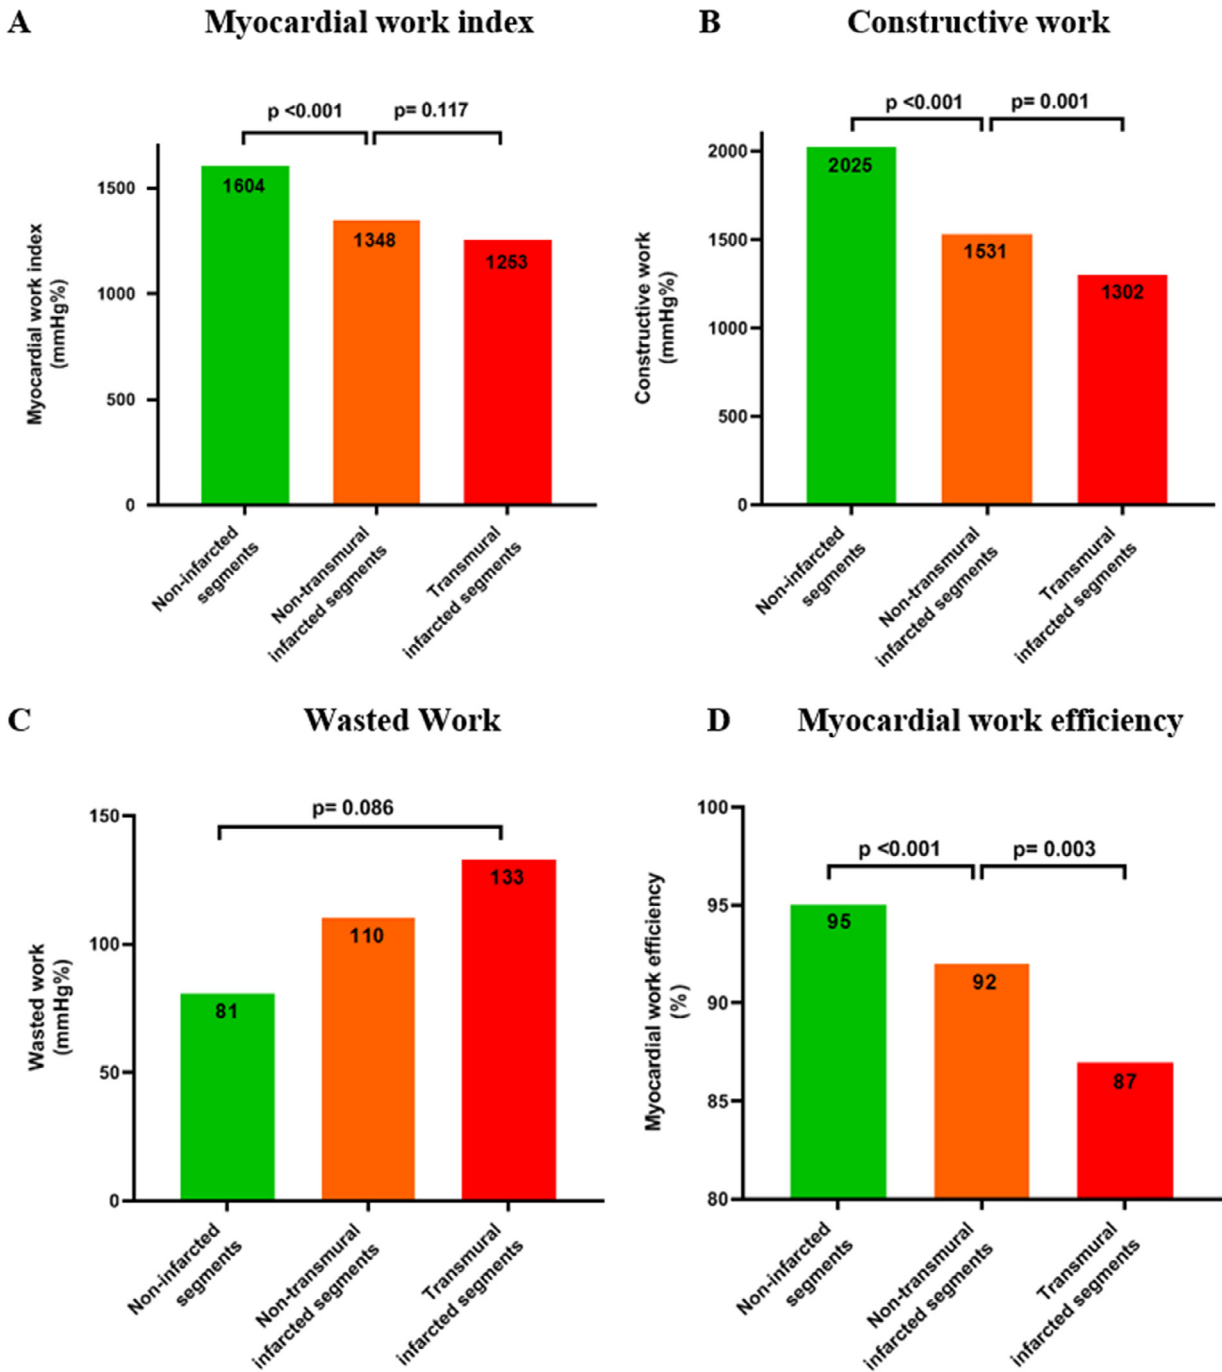 A Myocardial work index
p <0.001 p= 0.117
1500
1000
500
0
Myocardial work index
(mmHg%)
1604
1348
1253
Non-infarcted
segments
Non-transmural
infarcted segments
Transmural
infarcted segments
B Constructive work
p <0.001 p= 0.001
2000
1500
1000
500
0
Constructive work
(mmHg%)
2025
1531
1302
Non-infarcted
segments
Non-transmural
infarcted segments
Transmural
infarcted segments
C Wasted Work
p= 0.086
150
100
50
0
Wasted work
(mmHg%)
81
110
133
Non-infarcted
segments
Non-transmural
infarcted segments
Transmural
infarcted segments
D Myocardial work efficiency
p <0.001 p= 0.003
100
95
90
85
80
Myocardial work efficiency
(%)
95
92
87
Non-infarcted
segments
Non-transmural
infarcted segments
Transmural
infarcted segments